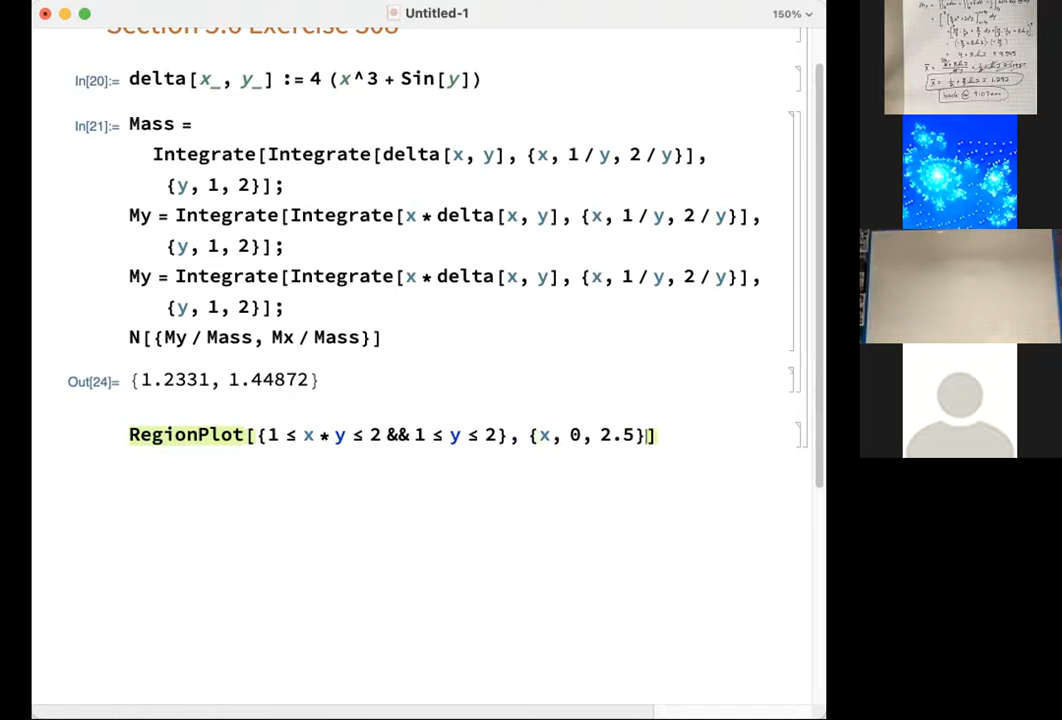 Untitled-1
150%
Section 5.6 Exercise 308
In[20]:= delta[x_, y_] := 4 (x^3 + Sin[y])
In[21]:= Mass =
Integrate[Integrate[delta[x, y], {x, 1/y, 2/y}],
{y, 1, 2}];
My = Integrate[Integrate[x * delta[x, y], {x, 1/y, 2/y}],
{y, 1, 2}];
My = Integrate[Integrate[x * delta[x, y], {x, 1/y, 2/y}],
{y, 1, 2}];
N[{My / Mass, Mx / Mass}]
Out[24]= {1.2331, 1.44872}
RegionPlot[{1 ≤ x * y ≤ 2 && 1 ≤ y ≤ 2}, {x, 0, 2.5}]
back @ 9:07am